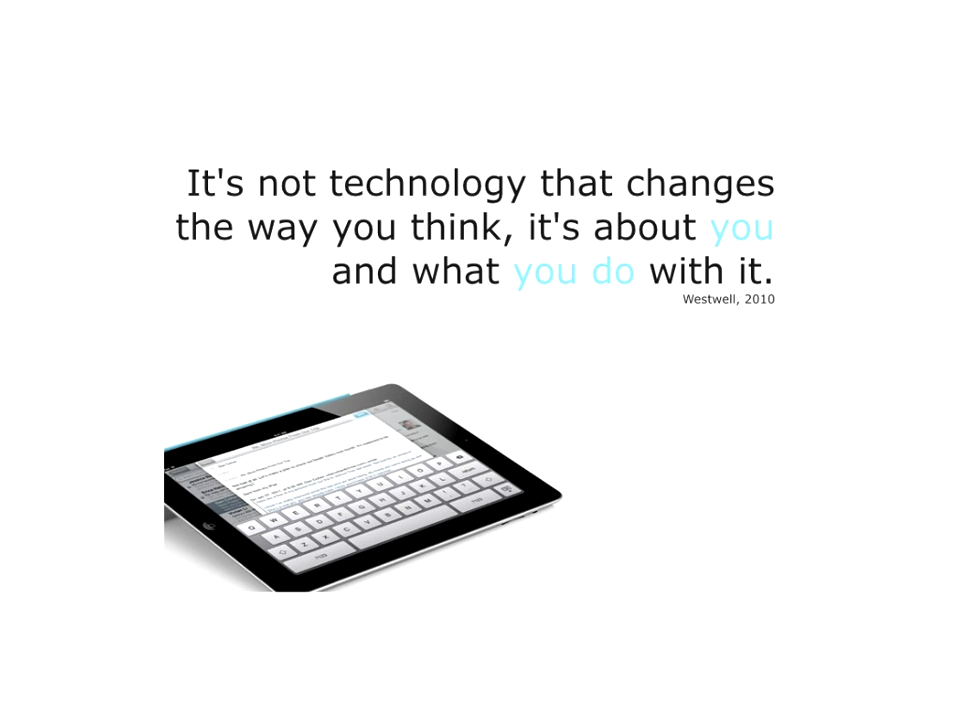 It's not technology that changes
the way you think, it's about you
and what you do with it.
Westwell, 2010
Q W E R T Y U I O P
A S D F G H J K L
Z X C V B N M